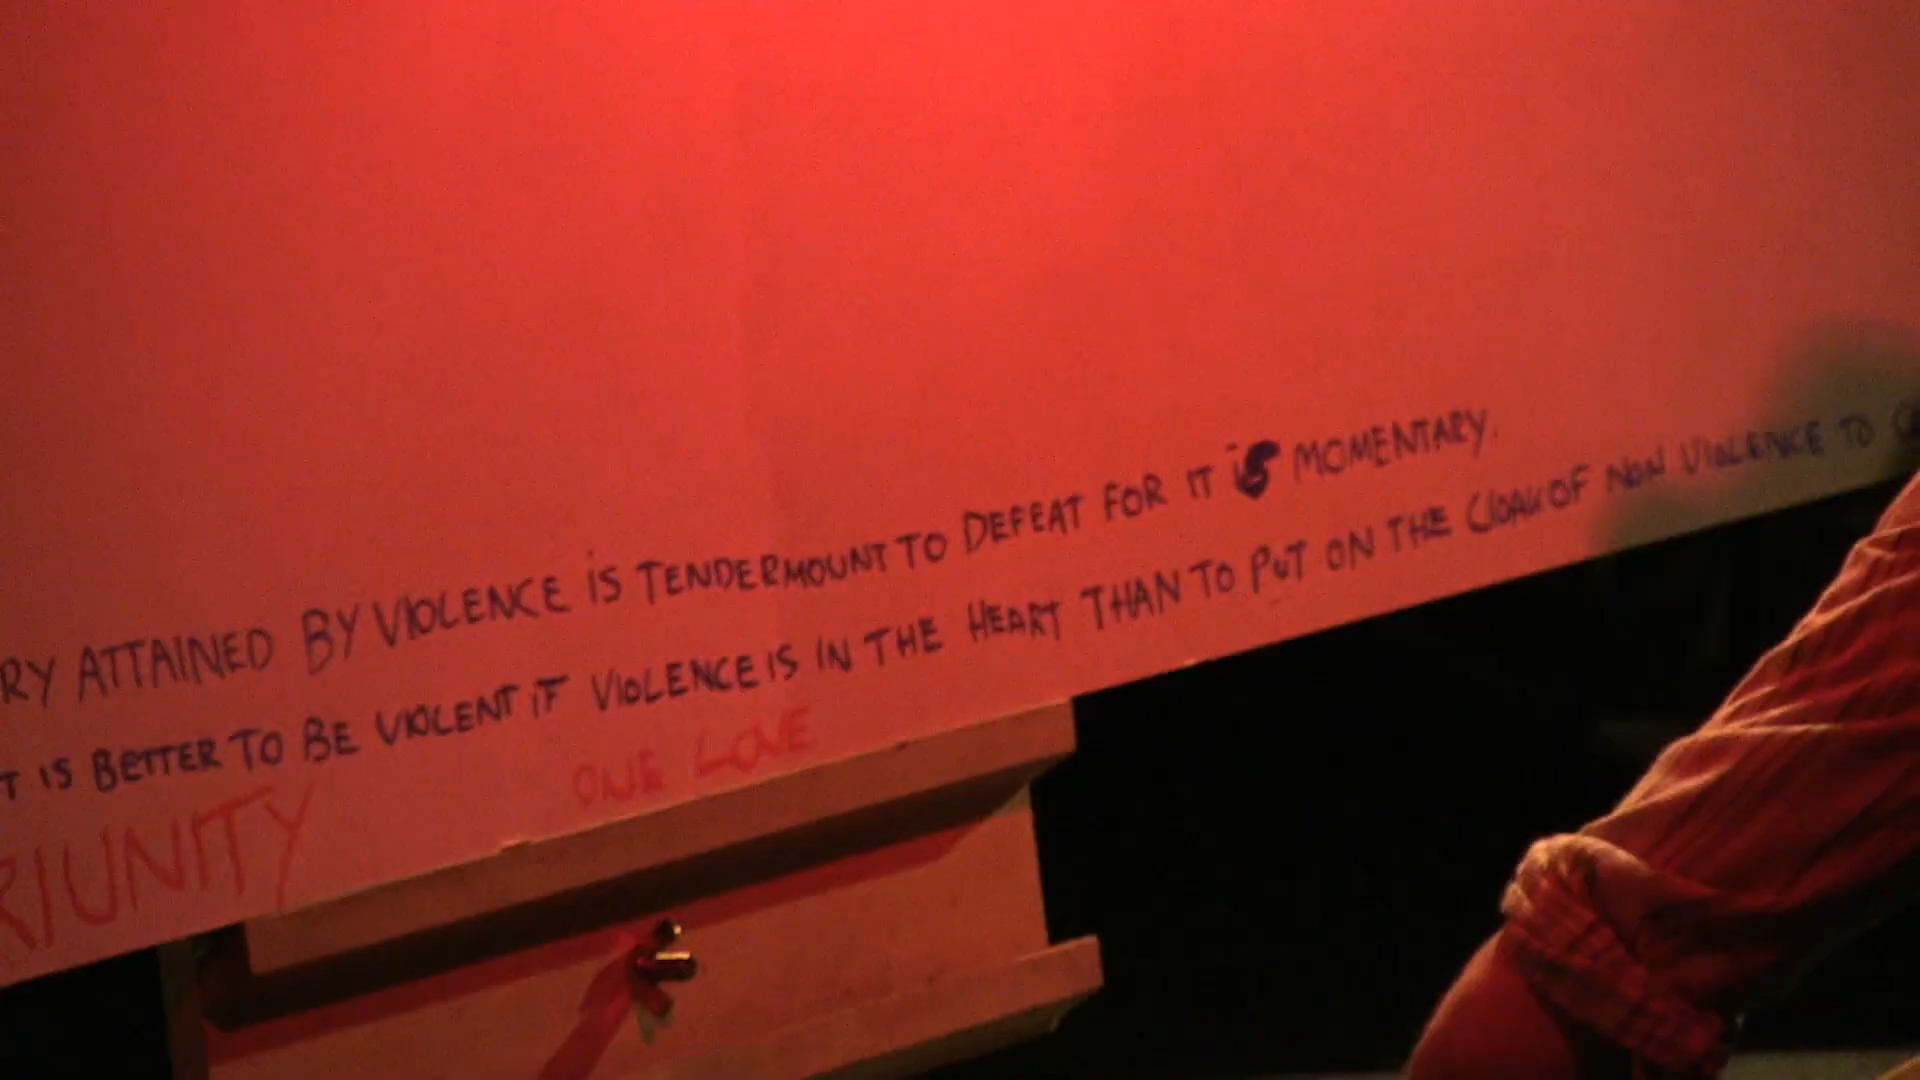 RY ATTAINED BY VIOLENCE IS TENDERMOUNT TO DEFEAT FOR IT IS MOMENTARY.
T IS BETTER TO BE VIOLENT IF VIOLENCE IS IN THE HEART THAN TO PUT ON THE CLOAK OF NON VIOLENCE TO
ONE LOVE
RIUNITY